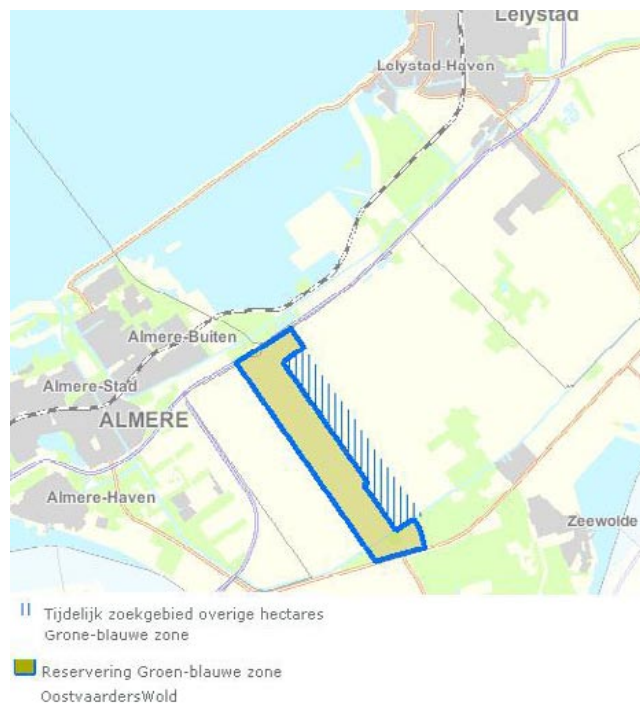 Lelystad
Lelystad-Haven
Almere-Buiten
Almere-Stad
ALMERE
Almere-Haven
Zeewolde
Tijdelijk zoekgebied overige hectares
Grone-blauwe zone
Reservering Groen-blauwe zone
OostvaardersWold